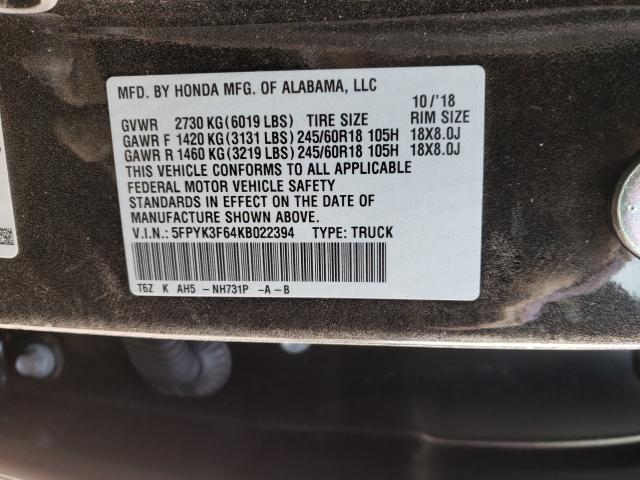 MFD. BY HONDA MFG. OF ALABAMA, LLC
10/'18
GVWR 2730 KG (6019 LBS) TIRE SIZE RIM SIZE
GAWR F 1420 KG (3131 LBS) 245/60R18 105H 18X8.0J
GAWR R 1460 KG (3219 LBS) 245/60R18 105H 18X8.0J
THIS VEHICLE CONFORMS TO ALL APPLICABLE
FEDERAL MOTOR VEHICLE SAFETY
STANDARDS IN EFFECT ON THE DATE OF
MANUFACTURE SHOWN ABOVE.
V.I.N.: 5FPYK3F64KB022394 TYPE: TRUCK
T6Z K AH5 -NH731P -A-B